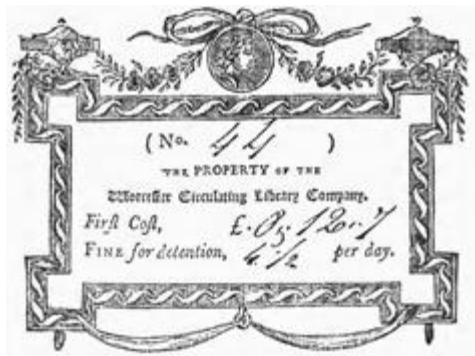 (No. 44)
THE PROPERTY OF THE
Worcester Circulating Library Company.
Firſt Coſt, £.
FINE for detention, per day.